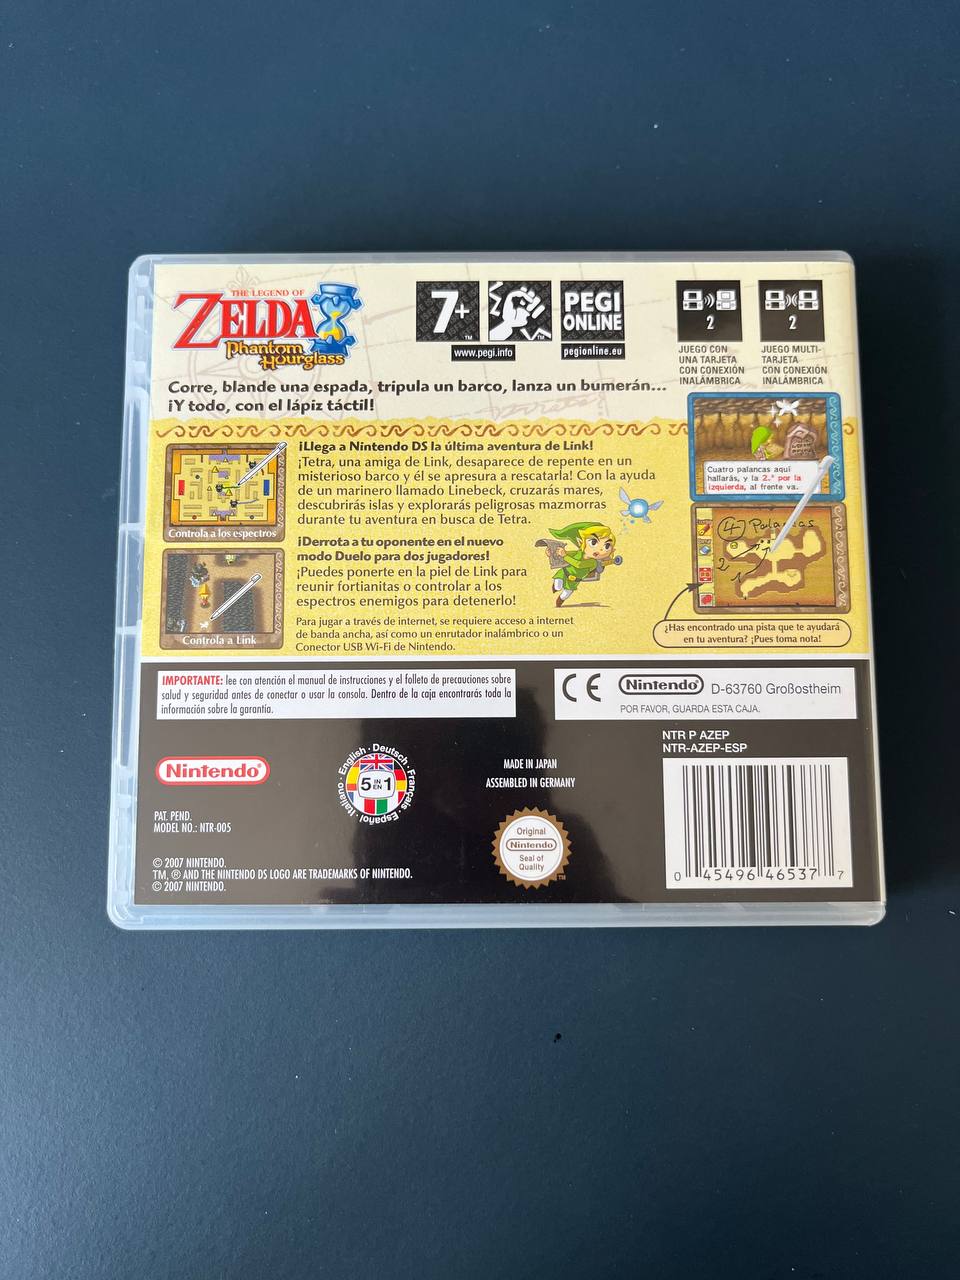 THE LEGEND OF
ZELDA
Phantom Hourglass
7+
www.pegi.info
PEGI
ONLINE
pegionline.eu
2
JUEGO CON
UNA TARJETA
CON CONEXIÓN
INALÁMBRICA
2
JUEGO MULTI-
TARJETA
CON CONEXIÓN
INALÁMBRICA
Corre, blande una espada, tripula un barco, lanza un bumerán...
¡Y todo, con el lápiz táctil!
Controla a los espectros
Controla a Link
¡Llega a Nintendo DS la última aventura de Link!
¡Tetra, una amiga de Link, desaparece de repente en un
misterioso barco y él se apresura a rescatarla! Con la ayuda
de un marinero llamado Linebeck, cruzarás mares,
descubrirás islas y explorarás peligrosas mazmorras
durante tu aventura en busca de Tetra.
¡Derrota a tu oponente en el nuevo
modo Duelo para dos jugadores!
¡Puedes ponerte en la piel de Link para
reunir fortianitas o controlar a los
espectros enemigos para detenerlo!
Para jugar a través de internet, se requiere acceso a internet
de banda ancha, así como un enrutador inalámbrico o un
Conector USB Wi-Fi de Nintendo.
Cuatro palancas aquí
hallarás, y la 2.ª por la
izquierda, al frente va.
4 Palancas
2
1
¿Has encontrado una pista que te ayudará
en tu aventura? ¡Pues toma nota!
IMPORTANTE: lee con atención el manual de instrucciones y el folleto de precauciones sobre
salud y seguridad antes de conectar o usar la consola. Dentro de la caja encontrarás toda la
información sobre la garantía.
CE Nintendo® D-63760 Großostheim
POR FAVOR, GUARDA ESTA CAJA.
NTR P AZEP
NTR-AZEP-ESP
Nintendo®
English · Deutsch · Français · Español · Italiano
5 IN EN 1
MADE IN JAPAN
ASSEMBLED IN GERMANY
PAT. PEND.
MODEL NO.: NTR-005
Original
Nintendo
Seal of
Quality
TM
© 2007 NINTENDO.
TM, ® AND THE NINTENDO DS LOGO ARE TRADEMARKS OF NINTENDO.
© 2007 NINTENDO.
0 45496 46537 7